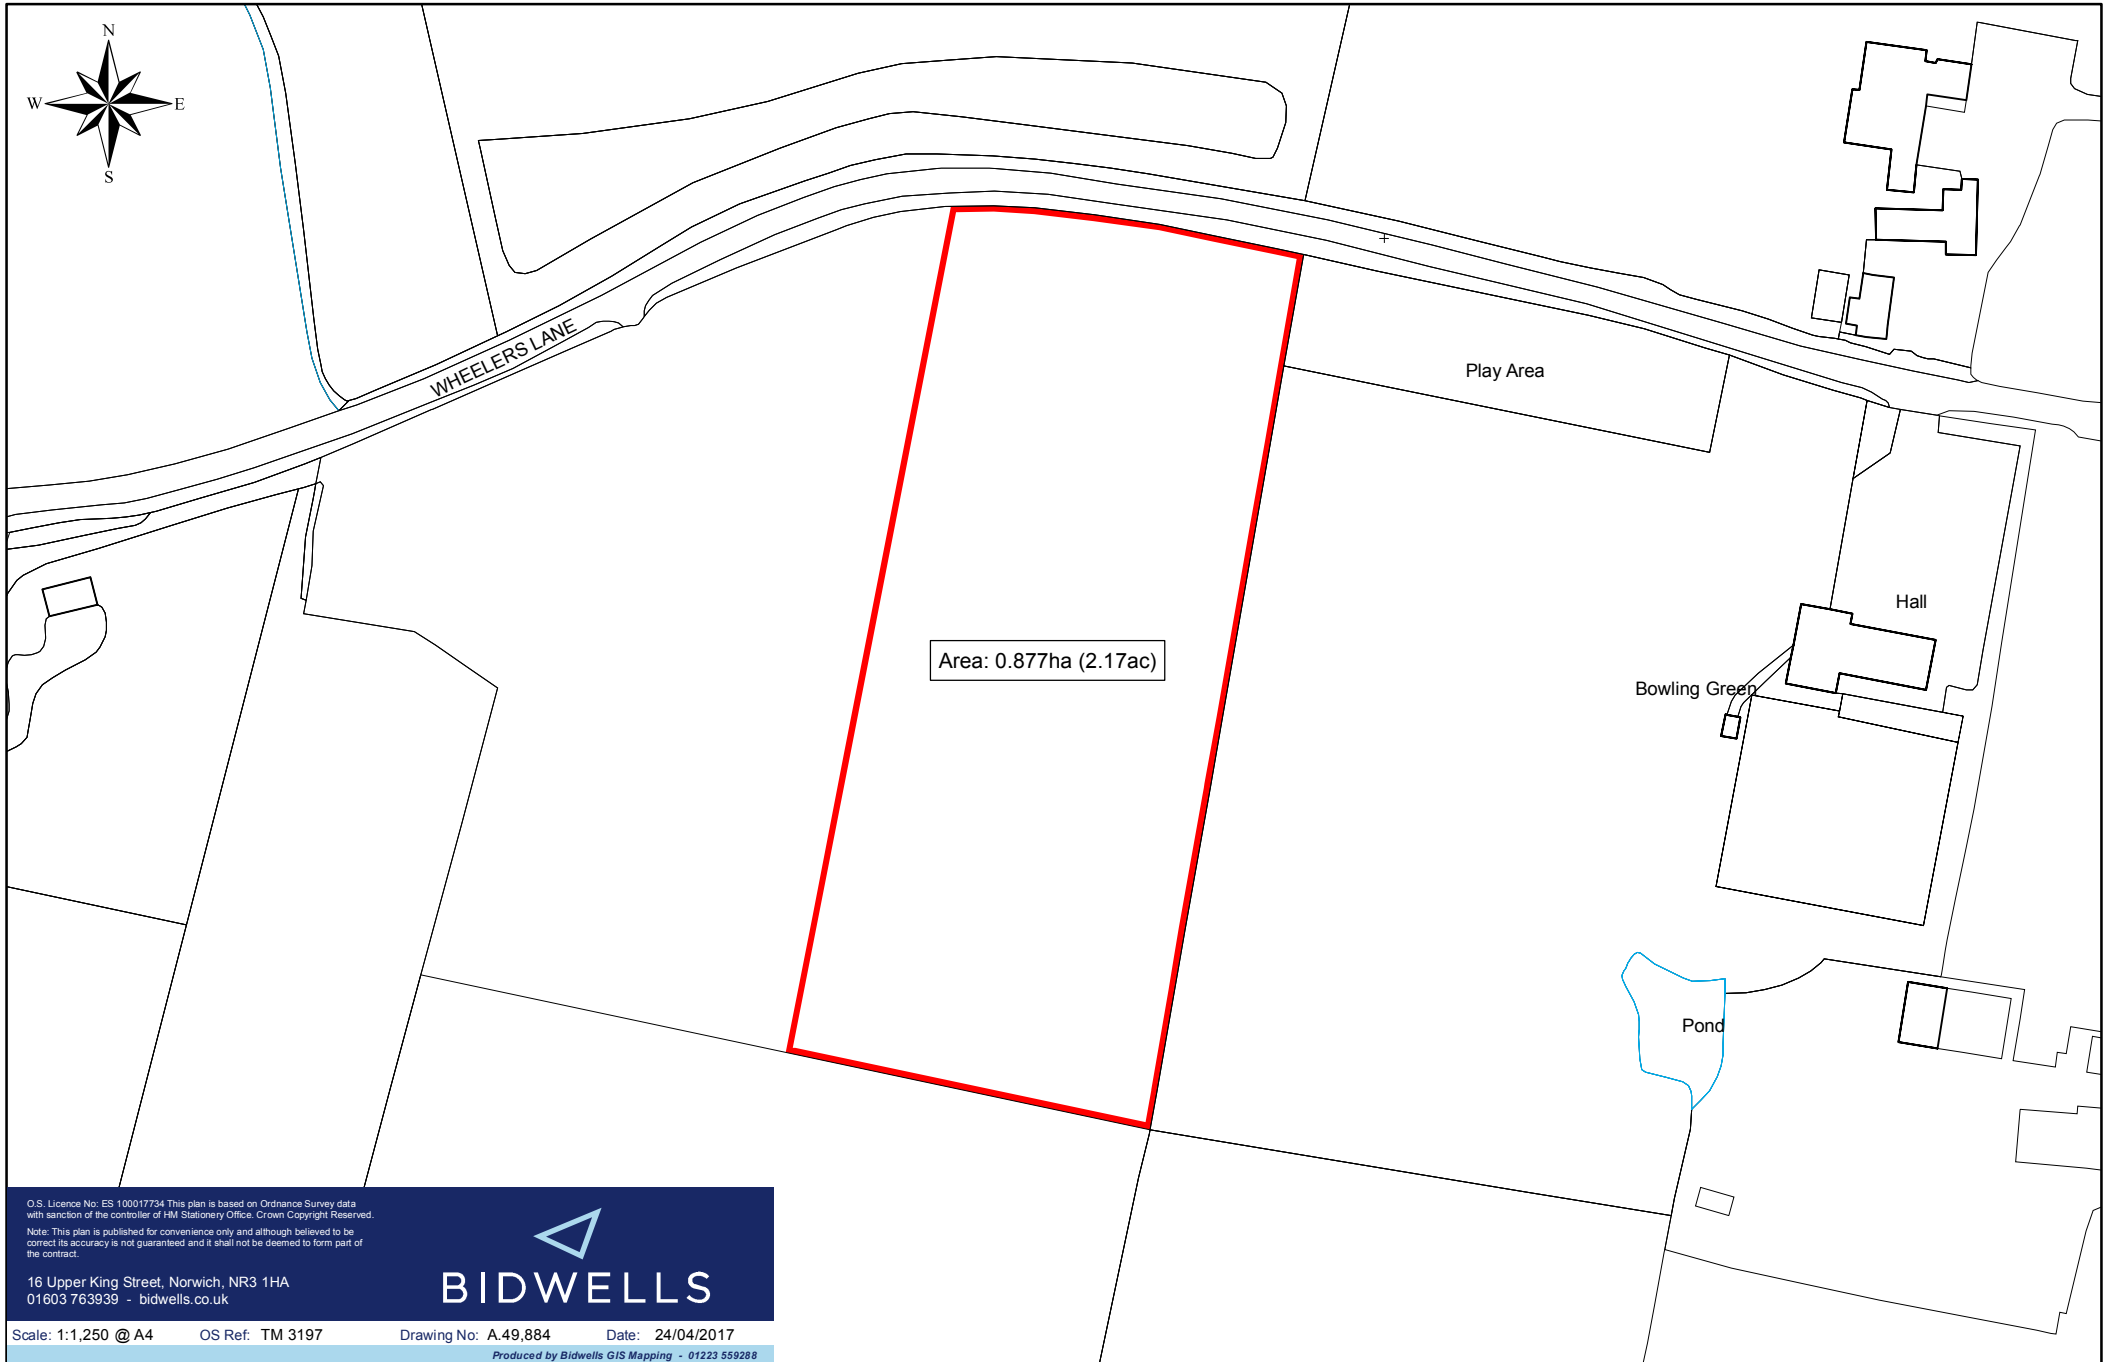 N
W E
S
WHEELERS LANE
Play Area
Area: 0.877ha (2.17ac)
Hall
Bowling Green
Pond
O.S. Licence No: ES 100017734 This plan is based on Ordnance Survey data
with sanction of the controller of HM Stationery Office. Crown Copyright Reserved.
Note: This plan is published for convenience only and although believed to be
correct its accuracy is not guaranteed and it shall not be deemed to form part of
the contract.
16 Upper King Street, Norwich, NR3 1HA
01603 763939 - bidwells.co.uk
BIDWELLS
Scale: 1:1,250 @ A4 OS Ref: TM 3197 Drawing No: A.49,884 Date: 24/04/2017
Produced by Bidwells GIS Mapping - 01223 559288